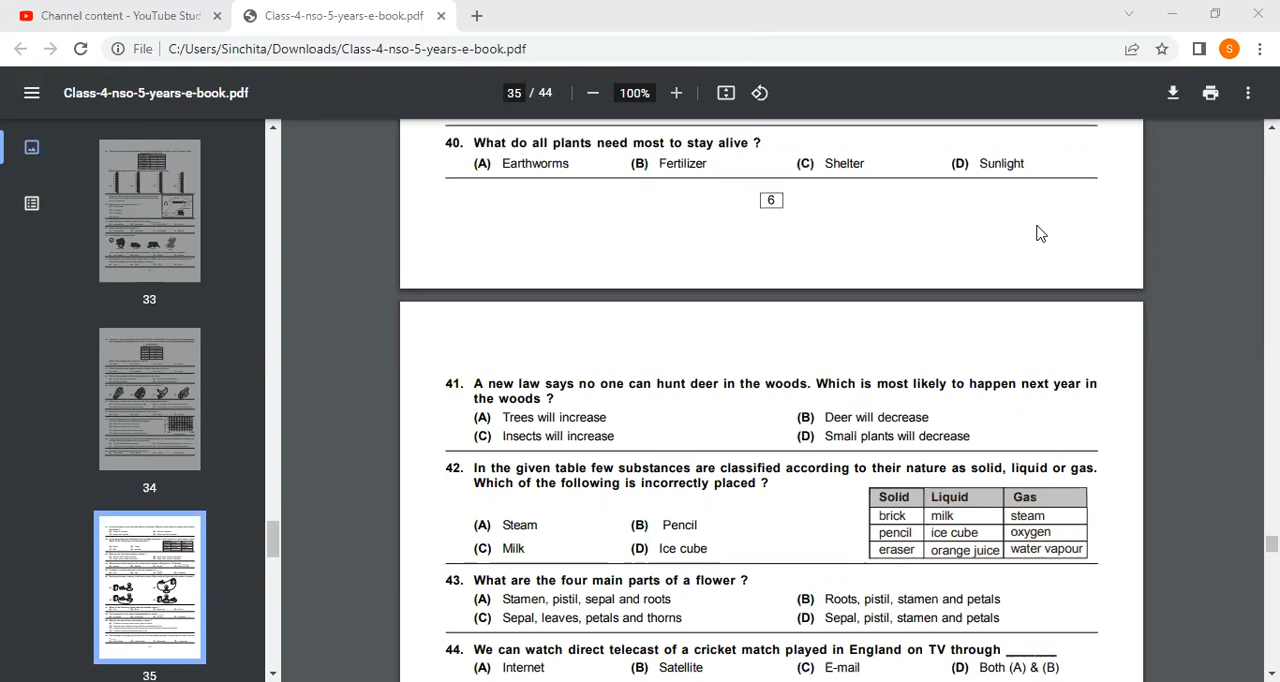 Channel content - YouTube Stud
Class-4-nso-5-years-e-book.pdf
File
C:/Users/Sinchita/Downloads/Class-4-nso-5-years-e-book.pdf
S
Class-4-nso-5-years-e-book.pdf
35 / 44
100%
33
34
35
40. What do all plants need most to stay alive ?
(A) Earthworms (B) Fertilizer (C) Shelter (D) Sunlight
6
41. A new law says no one can hunt deer in the woods. Which is most likely to happen next year in
the woods ?
(A) Trees will increase (B) Deer will decrease
(C) Insects will increase (D) Small plants will decrease
42. In the given table few substances are classified according to their nature as solid, liquid or gas.
Which of the following is incorrectly placed ?
(A) Steam (B) Pencil
(C) Milk (D) Ice cube
Solid Liquid Gas
brick milk steam
pencil ice cube oxygen
eraser orange juice water vapour
43. What are the four main parts of a flower ?
(A) Stamen, pistil, sepal and roots (B) Roots, pistil, stamen and petals
(C) Sepal, leaves, petals and thorns (D) Sepal, pistil, stamen and petals
44. We can watch direct telecast of a cricket match played in England on TV through _______
(A) Internet (B) Satellite (C) E-mail (D) Both (A) & (B)